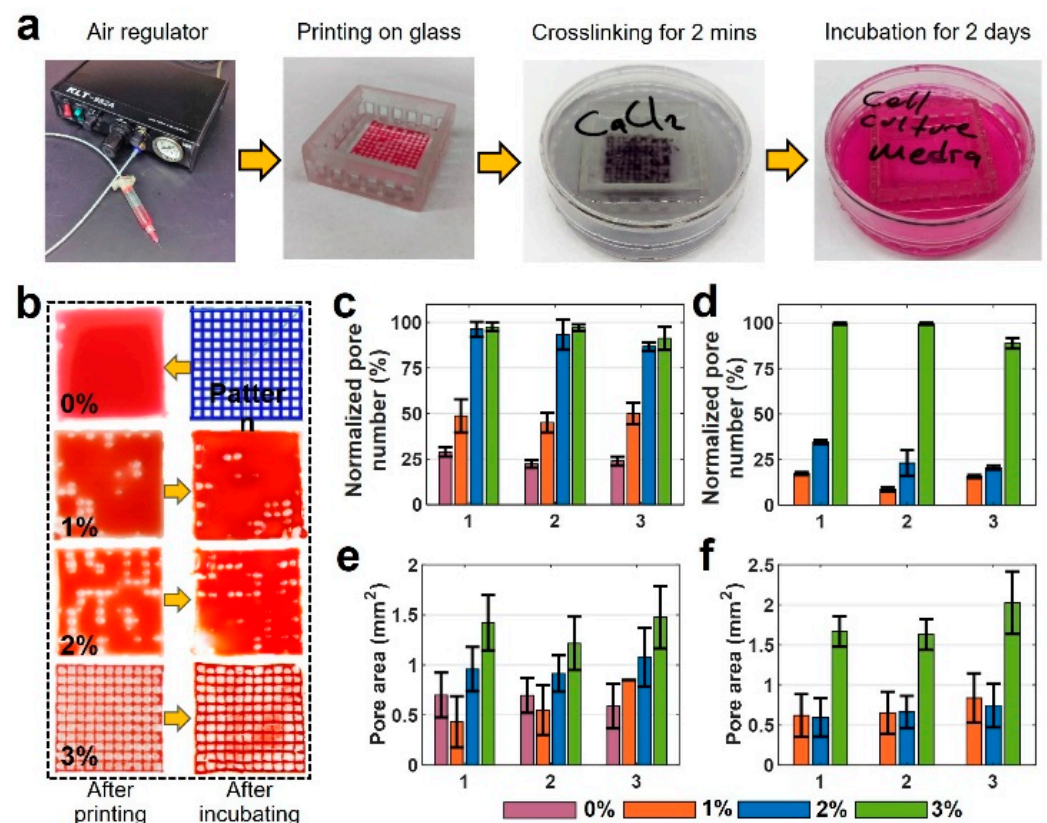 a
Air regulator
Printing on glass
Crosslinking for 2 mins
Incubation for 2 days
KLT-982A
CaCl2
Cell
culture
media
b
0%
Patter
n
1%
2%
3%
After
printing
After
incubating
c
Normalized pore
number (%)
100
75
50
25
0
1
2
3
d
Normalized pore
number (%)
100
75
50
25
0
1
2
3
e
Pore area (mm²)
2
1.5
1
0.5
0
1
2
3
f
Pore area (mm²)
2.5
2
1.5
1
0.5
0
1
2
3
0%
1%
2%
3%